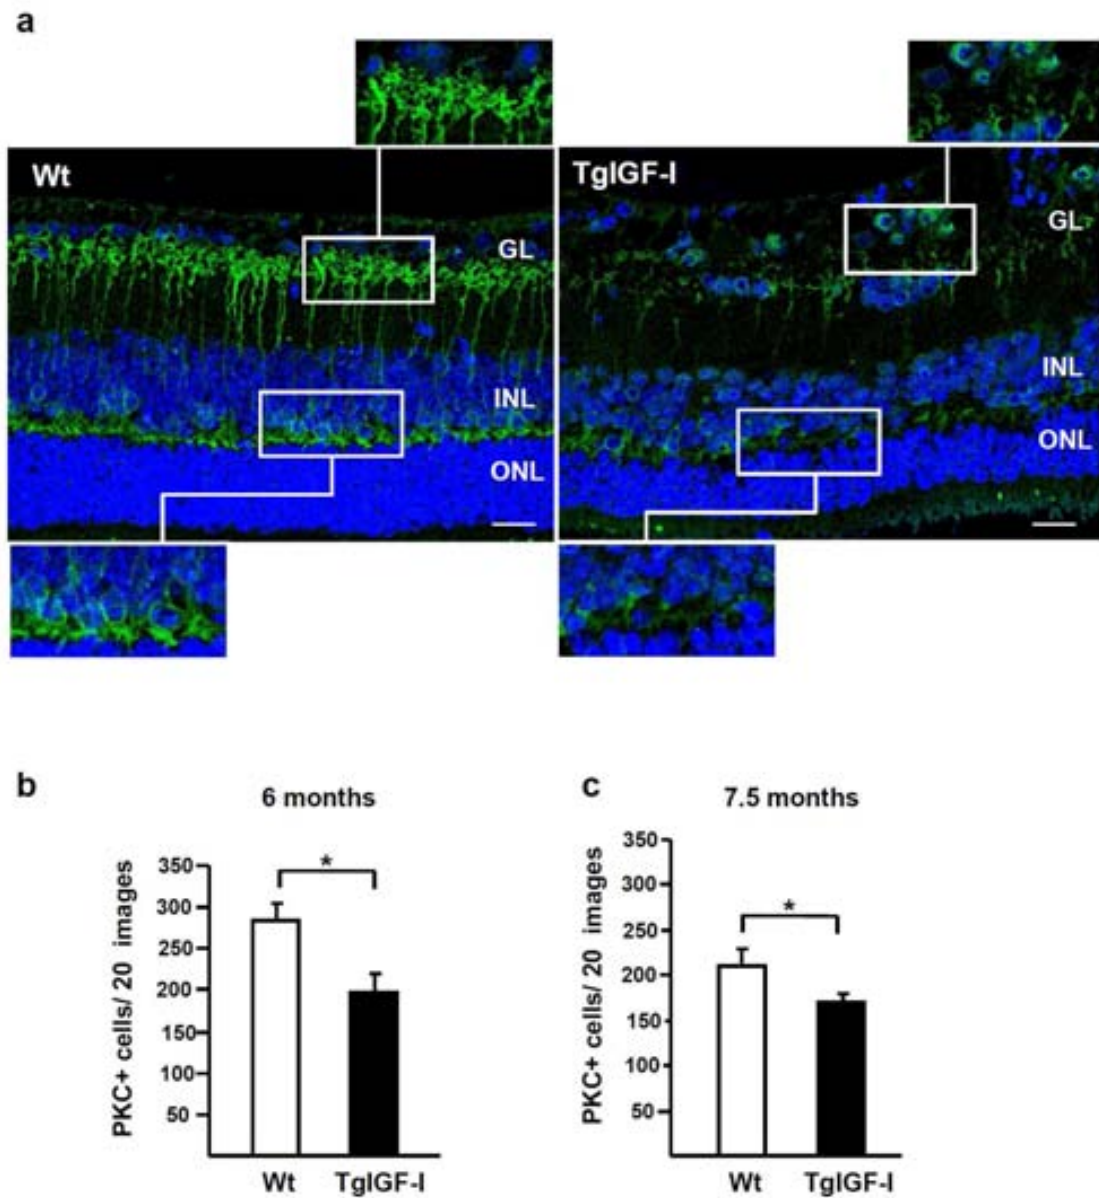 a
Wt
GL
INL
ONL
TgIGF-I
GL
INL
ONL
b
6 months
PKC+ cells/ 20 images
350
300
250
200
150
100
50
*
Wt
TgIGF-I
c
7.5 months
PKC+ cells/ 20 images
350
300
250
200
150
100
50
*
Wt
TgIGF-I